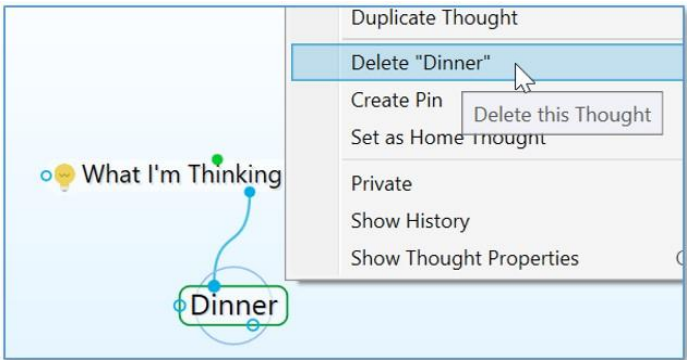 Duplicate Thought
Delete "Dinner"
Create Pin
Delete this Thought
Set as Home Thought
What I'm Thinking
Private
Show History
Show Thought Properties
Dinner